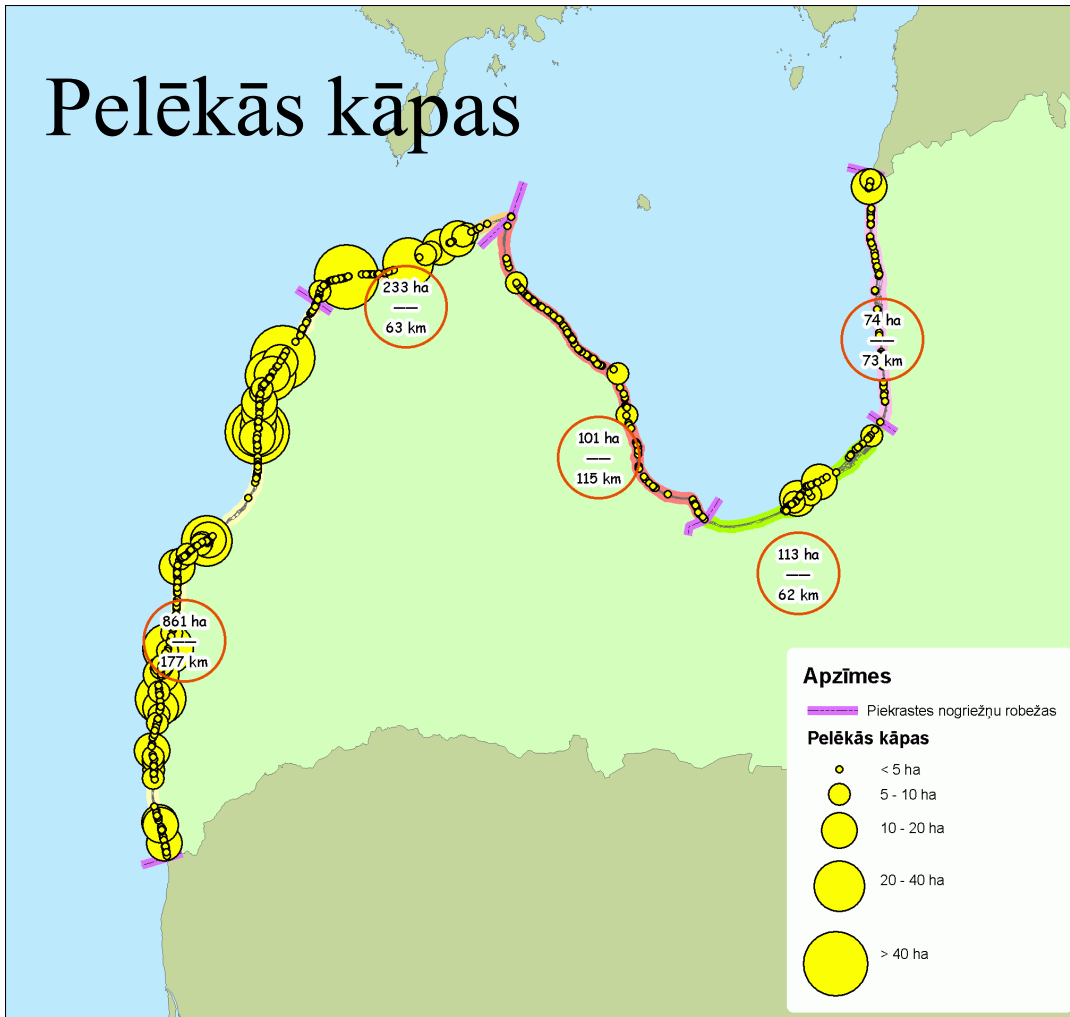 Pelēkās kāpas
233 ha
63 km
74 ha
73 km
101 ha
115 km
113 ha
62 km
861 ha
177 km
Apzīmes
Piekrastes nogriežņu robežas
Pelēkās kāpas
< 5 ha
5 - 10 ha
10 - 20 ha
20 - 40 ha
> 40 ha